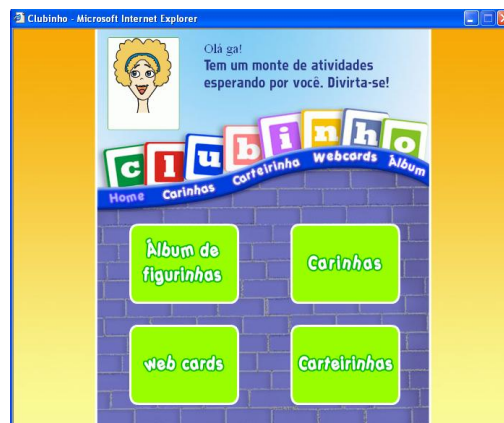 Clubinho - Microsoft Internet Explorer
Olá ga!
Tem um monte de atividades
esperando por você. Divirta-se!
clubinho
Home Carinhas Carteirinha Webcards Álbum
Álbum de
figurinhas
Carinhas
web cards
Carteirinhas